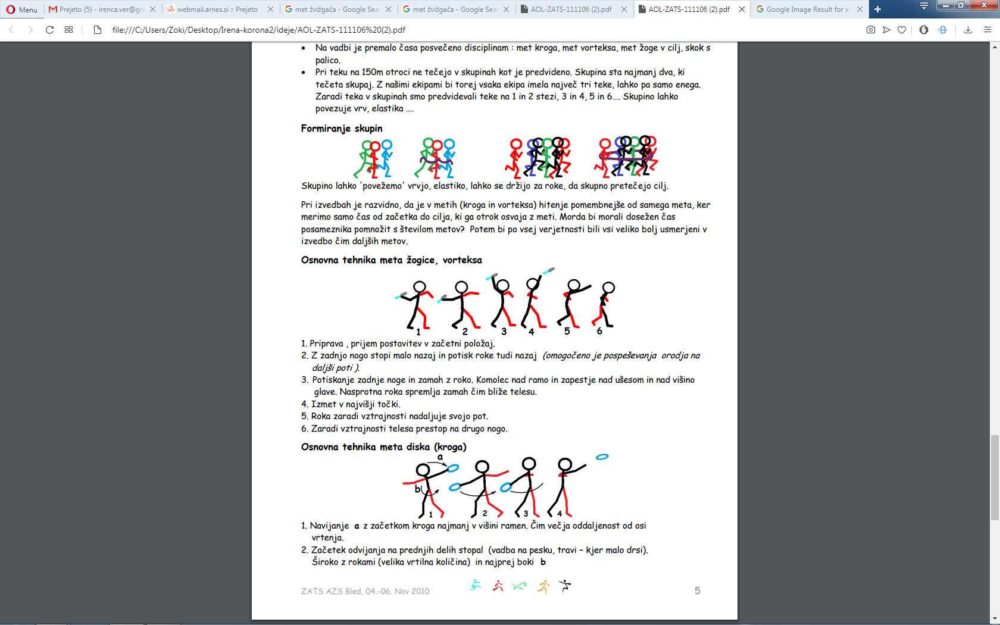 Menu
Prejeto (5) - irenca.ver@gm
webmail.arnes.si :: Prejeto
met žvižgača - Google Sear
met žvižgača - Google Sear
AOL-ZATS-111106 (2).pdf
AOL-ZATS-111106 (2).pdf
Google Image Result for x-
file:///C:/Users/Zoki/Desktop/Irena-korona2/ideje/AOL-ZATS-111106%20(2).pdf
• Na vadbi je premalo časa posvečeno disciplinam : met kroga, met vorteksa, met žoge v cilj, skok s
palico.
• Pri teku na 150m otroci ne tečejo v skupinah kot je predvideno. Skupina sta najmanj dva, ki
tečeta skupaj. Z našimi ekipami bi torej vsaka ekipa imela največ tri teke, lahko pa samo enega.
Zaradi teka v skupinah smo predvidevali teke na 1 in 2 stezi, 3 in 4, 5 in 6.... Skupino lahko
povezuje vrv, elastika ....
Formiranje skupin
Skupino lahko 'povežemo' vrvjo, elastiko, lahko se držijo za roke, da skupno pretečejo cilj.
Pri izvedbah je razvidno, da je v metih (kroga in vorteksa) hitenje pomembnejše od samega meta, ker
merimo samo čas od začetka do cilja, ki ga otrok osvaja z meti. Morda bi morali dosežen čas
posameznika pomnožit s številom metov? Potem bi po vsej verjetnosti bili vsi veliko bolj usmerjeni v
izvedbo čim daljših metov.
Osnovna tehnika meta žogice, vorteksa
1 2 3 4 5 6
1. Priprava , prijem postavitev v začetni položaj.
2. Z zadnjo nogo stopi malo nazaj in potisk roke tudi nazaj (omogočeno je pospeševanja orodja na
daljši poti ).
3. Potiskanje zadnje noge in zamah z roko. Komolec nad ramo in zapestje nad ušesom in nad višino
glave. Nasprotna roka spremlja zamah čim bliže telesu.
4. Izmet v najvišji točki.
5. Roka zaradi vztrajnosti nadaljuje svojo pot.
6. Zaradi vztrajnosti telesa prestop na drugo nogo.
Osnovna tehnika meta diska (kroga)
a
b
1 2 3 4
1. Navijanje a z začetkom kroga najmanj v višini ramen. Čim večja oddaljenost od osi
vrtenja.
2. Začetek odvijanja na prednjih delih stopal (vadba na pesku, travi – kjer malo drsi).
Široko z rokami (velika vrtilna količina) in najprej boki b
ZATS AZS Bled, 04.-06. Nov 2010
5